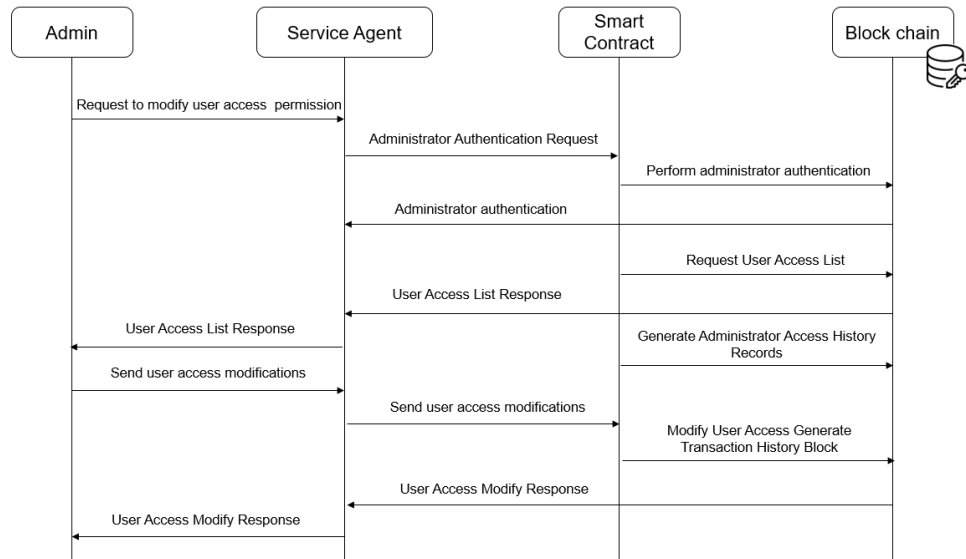 Admin
Service Agent
Smart
Contract
Block chain
Request to modify user access permission
Administrator Authentication Request
Perform administrator authentication
Administrator authentication
Request User Access List
User Access List Response
User Access List Response
Generate Administrator Access History
Records
Send user access modifications
Send user access modifications
Modify User Access Generate
Transaction History Block
User Access Modify Response
User Access Modify Response